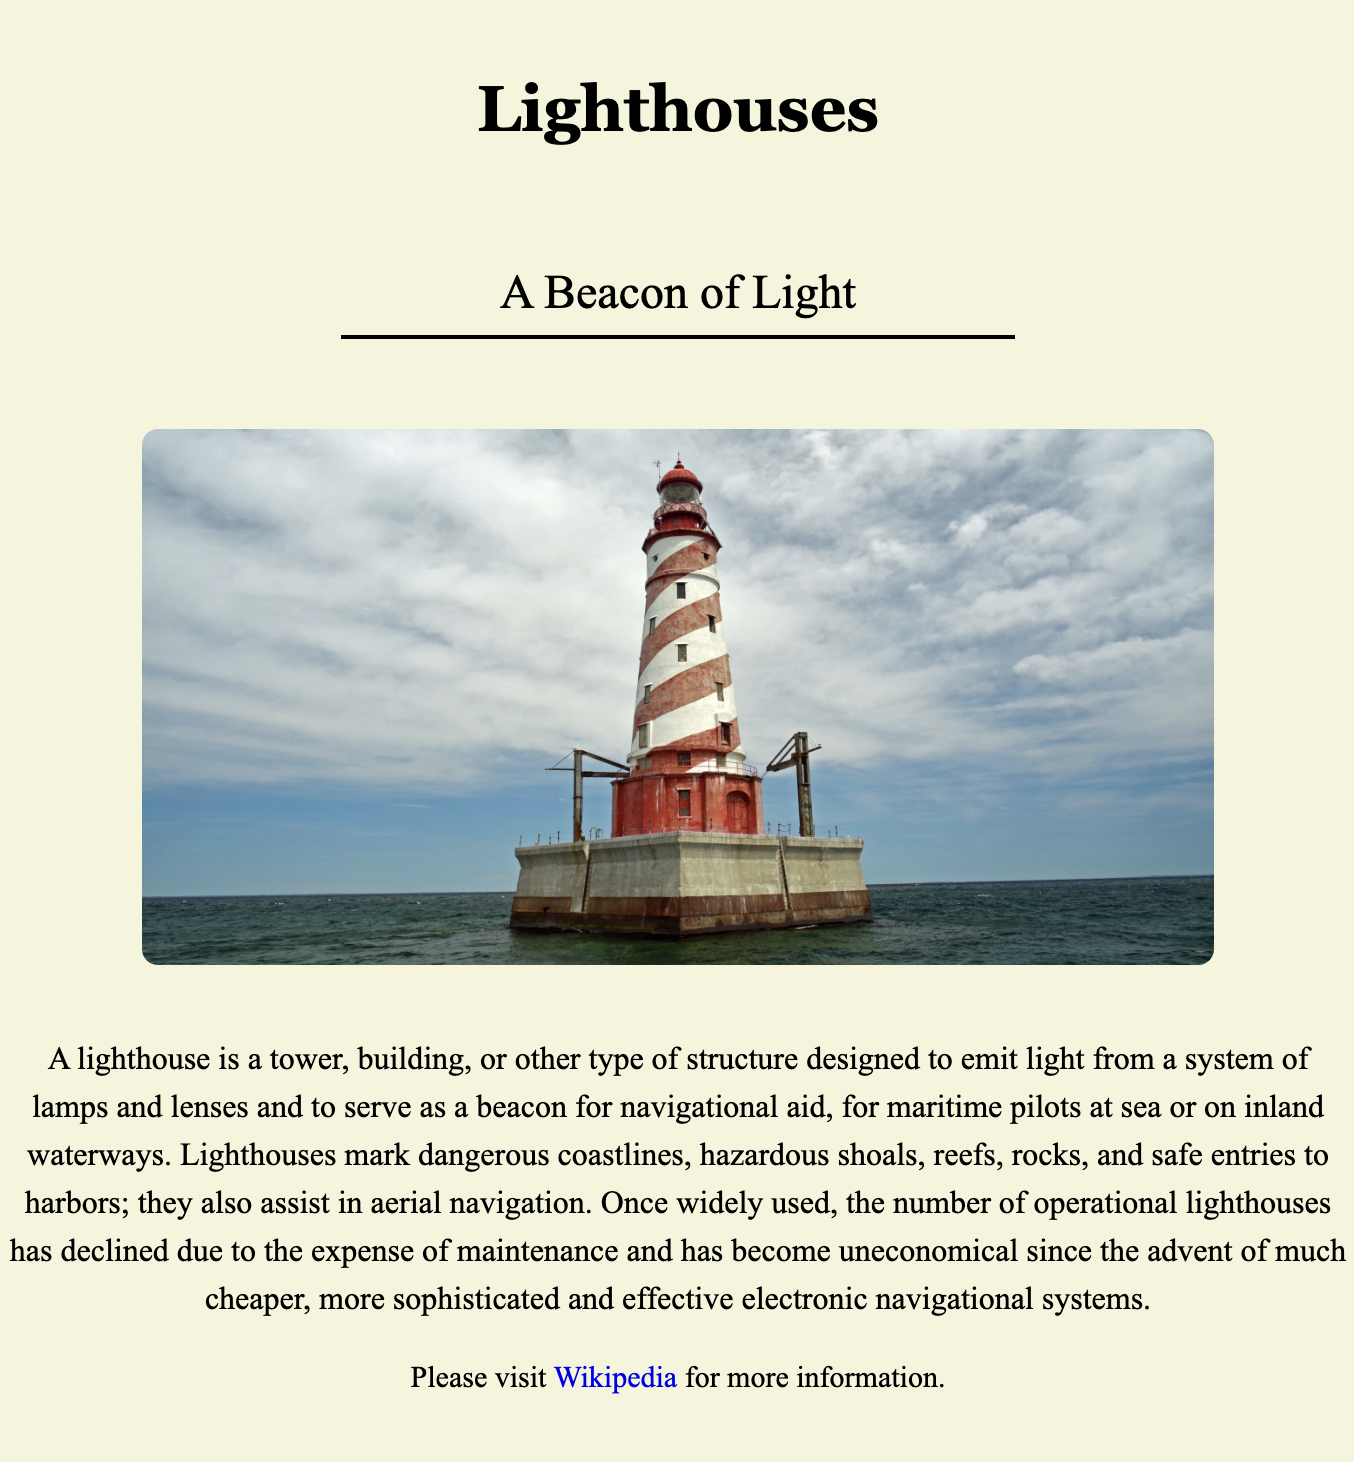 Lighthouses
A Beacon of Light
A lighthouse is a tower, building, or other type of structure designed to emit light from a system of
lamps and lenses and to serve as a beacon for navigational aid, for maritime pilots at sea or on inland
waterways. Lighthouses mark dangerous coastlines, hazardous shoals, reefs, rocks, and safe entries to
harbors; they also assist in aerial navigation. Once widely used, the number of operational lighthouses
has declined due to the expense of maintenance and has become uneconomical since the advent of much
cheaper, more sophisticated and effective electronic navigational systems.
Please visit Wikipedia for more information.